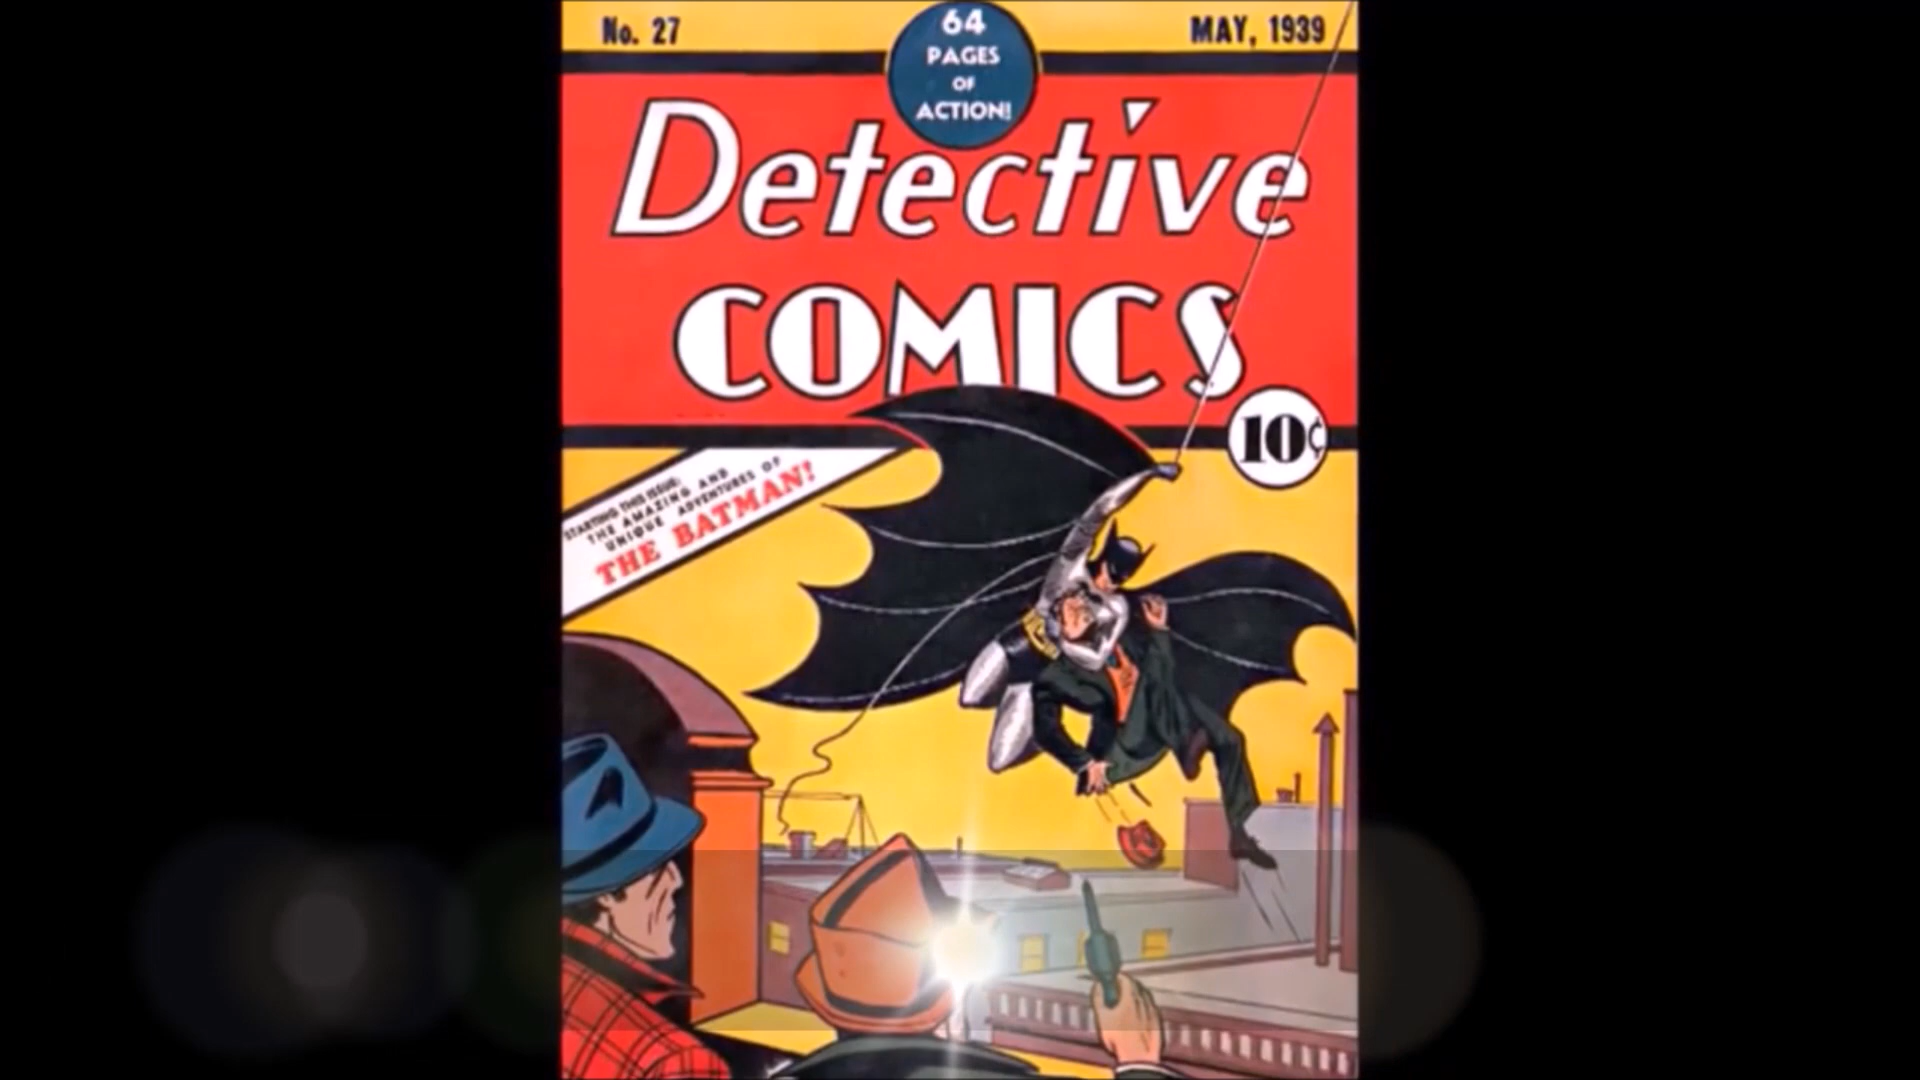 No. 27
64
PAGES
OF
ACTION!
MAY, 1939
Detective
COMICS
10¢
STARTING THIS ISSUE:
THE AMAZING AND
UNIQUE ADVENTURES OF
THE BATMAN!